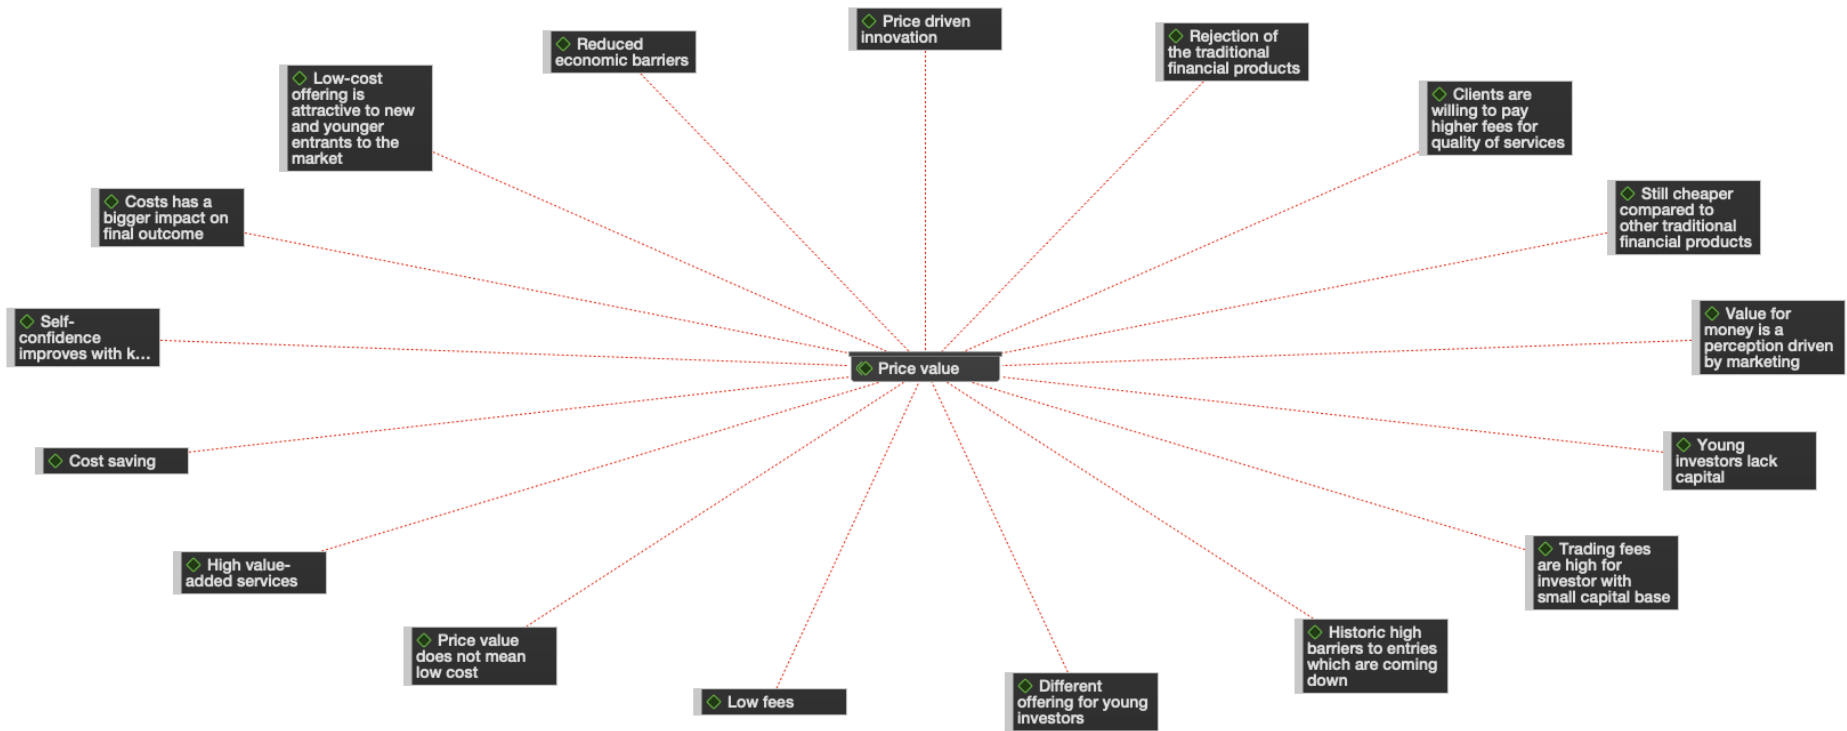 Price driven
innovation
Reduced
economic barriers
Rejection of
the traditional
financial products
Low-cost
offering is
attractive to new
and younger
entrants to the
market
Clients are
willing to pay
higher fees for
quality of services
Costs has a
bigger impact on
final outcome
Still cheaper
compared to
other traditional
financial products
Self-
confidence
improves with k...
Value for
money is a
perception driven
by marketing
Price value
Cost saving
Young
investors lack
capital
High value-
added services
Trading fees
are high for
investor with
small capital base
Price value
does not mean
low cost
Historic high
barriers to entries
which are coming
down
Low fees
Different
offering for young
investors